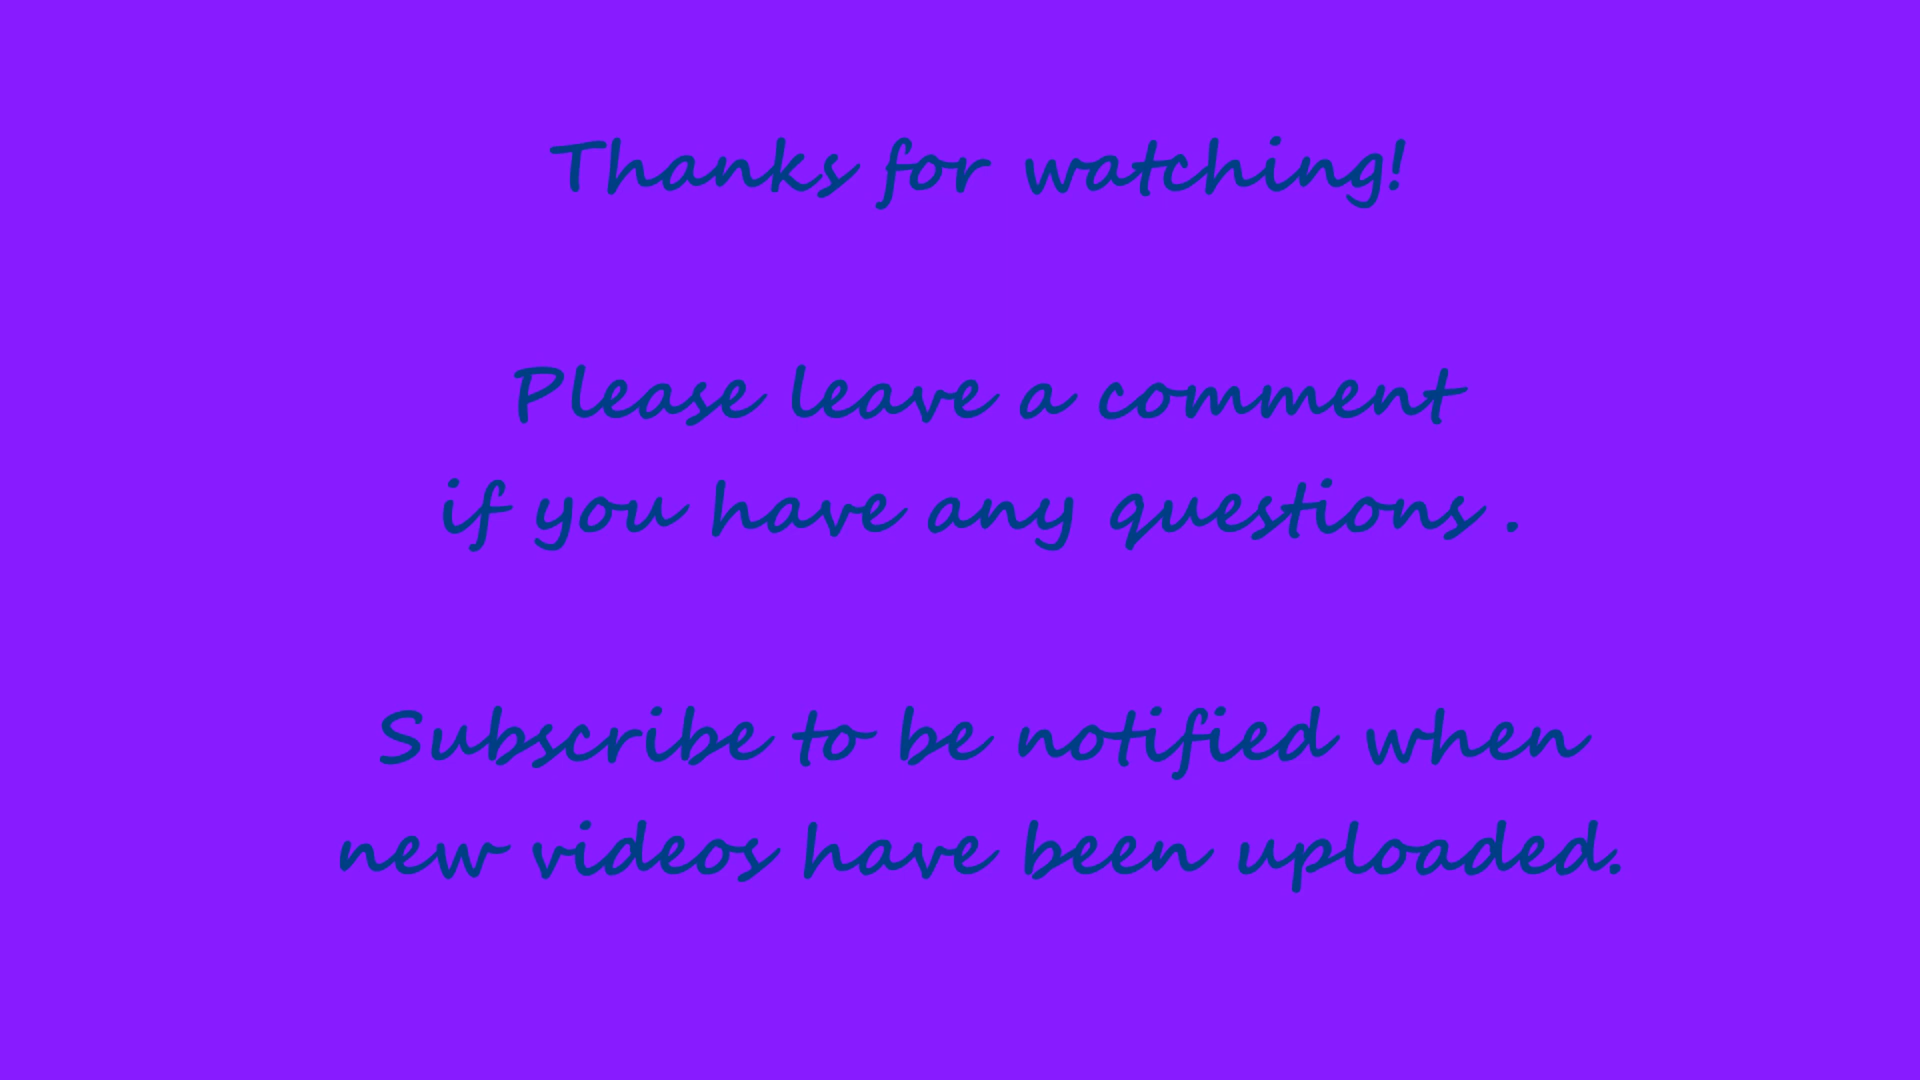 Thanks for watching!
Please leave a comment
if you have any questions .
Subscribe to be notified when
new videos have been uploaded.